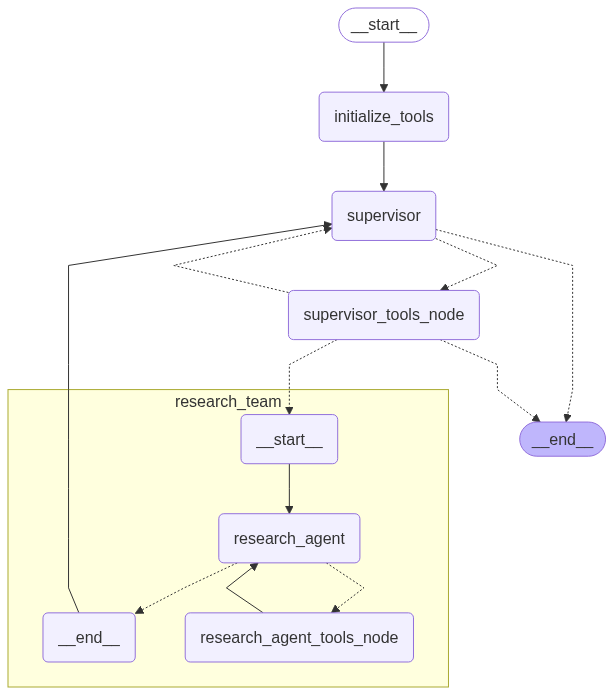 __start__
initialize_tools
supervisor
supervisor_tools_node
research_team
__start__
__end__
research_agent
__end__
research_agent_tools_node